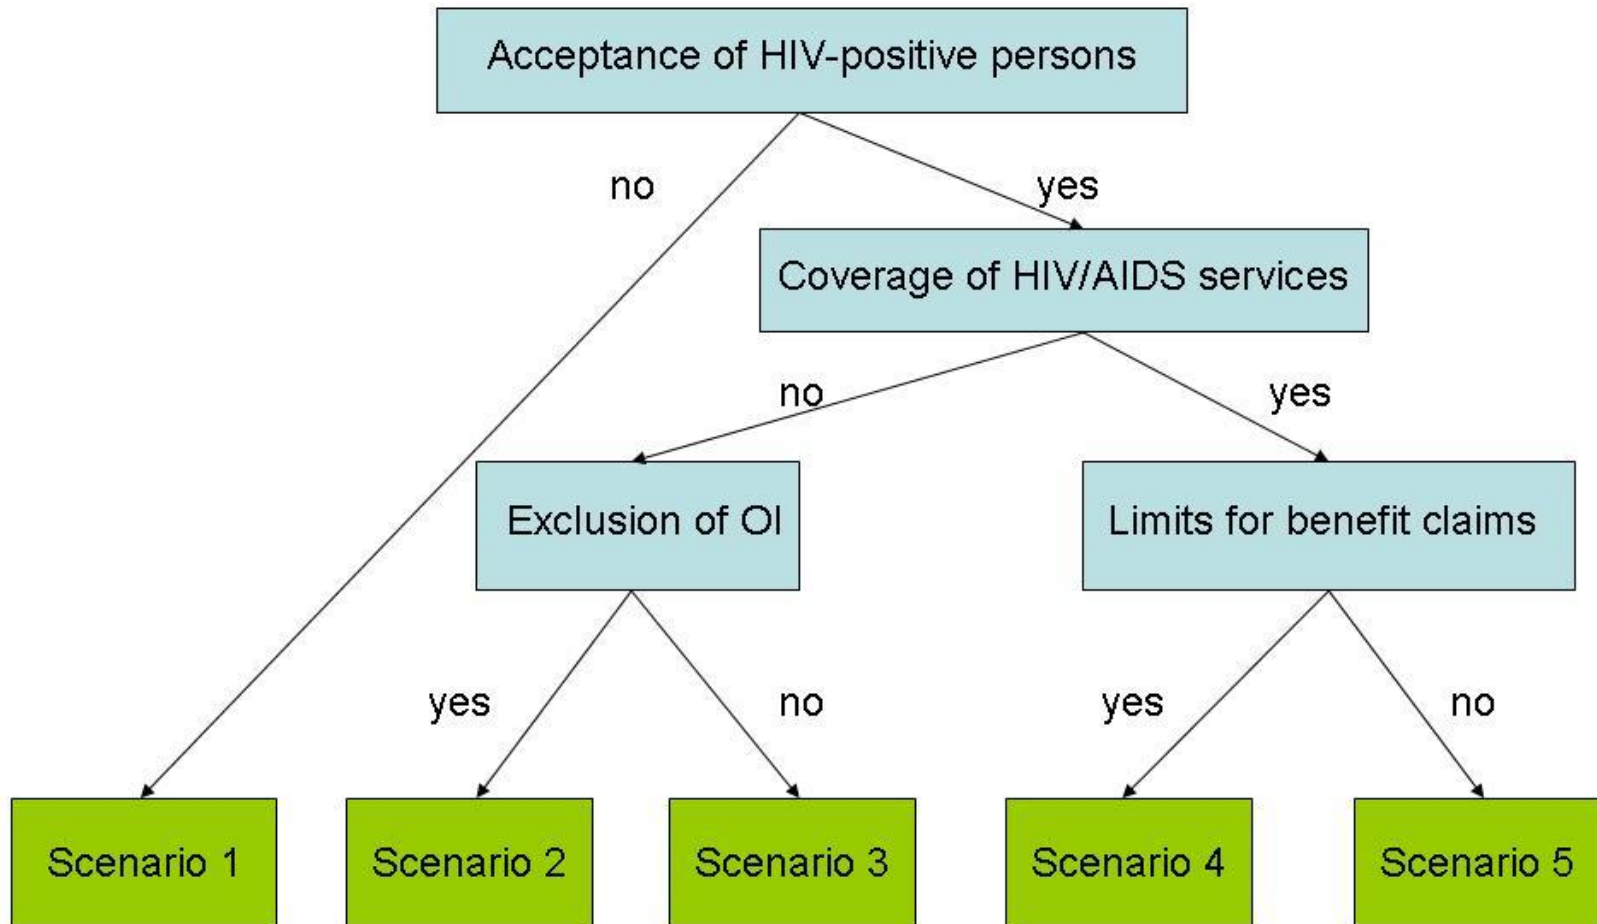 Acceptance of HIV-positive persons
no
yes
Coverage of HIV/AIDS services
no
yes
Exclusion of OI
Limits for benefit claims
yes
no
yes
no
Scenario 1
Scenario 2
Scenario 3
Scenario 4
Scenario 5